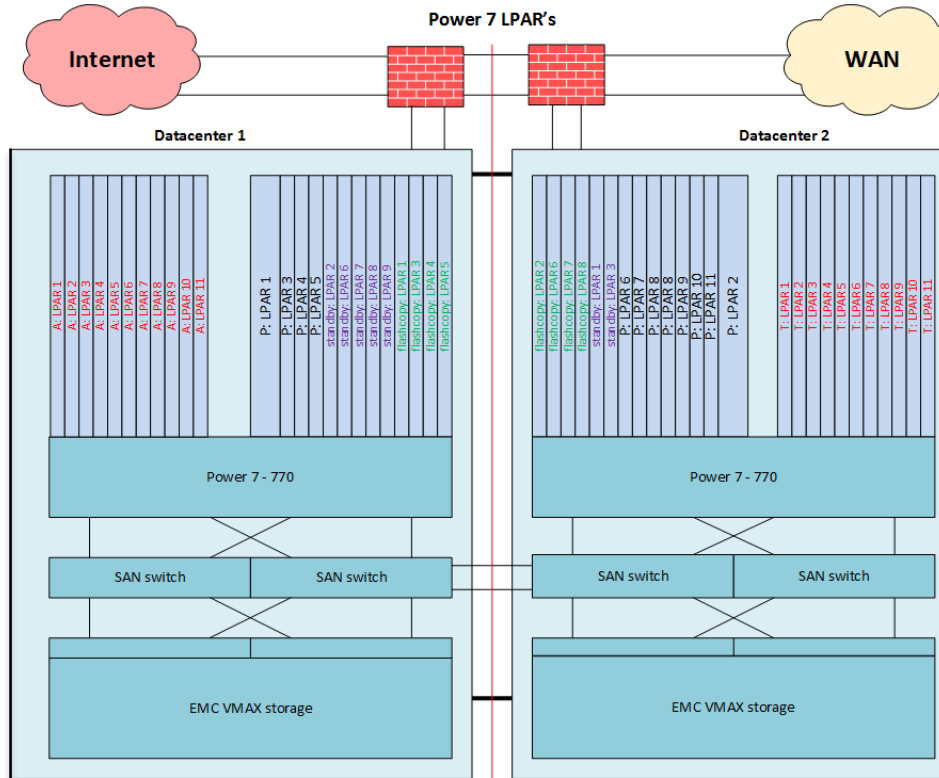 Power 7 LPAR's
Internet
WAN
Datacenter 1
Datacenter 2
A: LPAR 1
A: LPAR 2
A: LPAR 3
A: LPAR 4
A: LPAR 5
A: LPAR 6
A: LPAR 7
A: LPAR 8
A: LPAR 9
A: LPAR 10
A: LPAR 11
P: LPAR 1
P: LPAR 3
P: LPAR 4
P: LPAR 5
standby: LPAR 2
standby: LPAR 6
standby: LPAR 7
standby: LPAR 8
standby: LPAR 9
flashcopy: LPAR 1
flashcopy: LPAR 3
flashcopy: LPAR 4
flashcopy: LPAR 5
flashcopy: LPAR 2
flashcopy: LPAR 6
flashcopy: LPAR 7
flashcopy: LPAR 8
standby: LPAR 1
standby: LPAR 3
P: LPAR 6
P: LPAR 7
P: LPAR 8
P: LPAR 8
P: LPAR 9
P: LPAR 10
P: LPAR 11
P: LPAR 2
T: LPAR 1
T: LPAR 2
T: LPAR 3
T: LPAR 4
T: LPAR 5
T: LPAR 6
T: LPAR 7
T: LPAR 8
T: LPAR 9
T: LPAR 10
T: LPAR 11
Power 7 - 770
Power 7 - 770
SAN switch
SAN switch
SAN switch
SAN switch
EMC VMAX storage
EMC VMAX storage